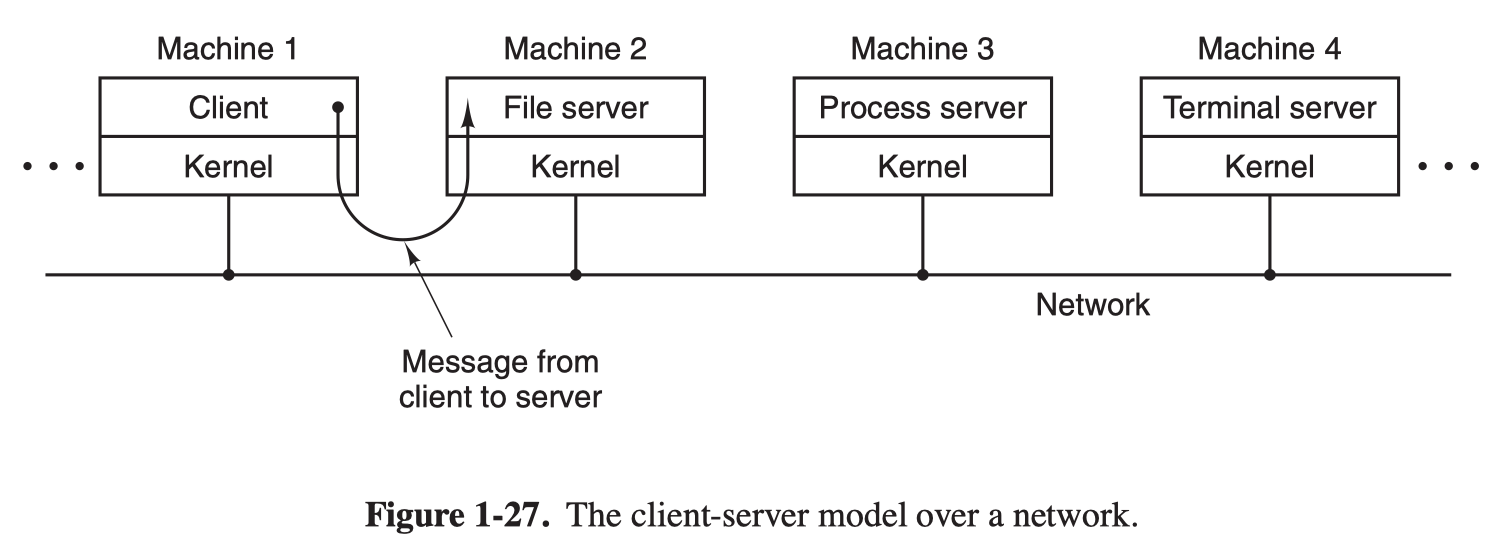 Machine 1
Machine 2
Machine 3
Machine 4
Client
File server
Process server
Terminal server
• • •
Kernel
Kernel
Kernel
Kernel
• • •
Network
Message from
client to server
Figure 1-27. The client-server model over a network.